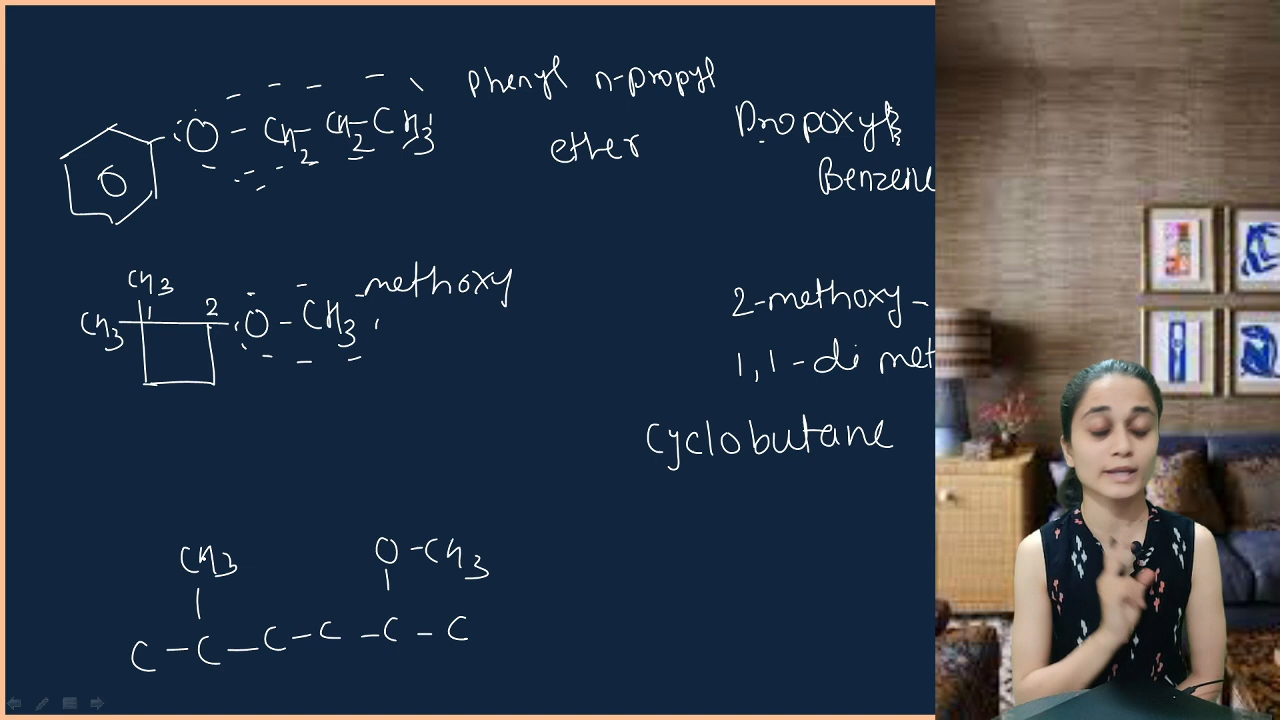 Phenyl n-propyl
ether
Propoxy
Benzene
O - CH2 - CH2 - CH3
CH3
CH3
1
2
O - CH3
methoxy
2-methoxy-
1,1-di met
cyclobutane
CH3
O - CH3
C - C - C - C - C - C